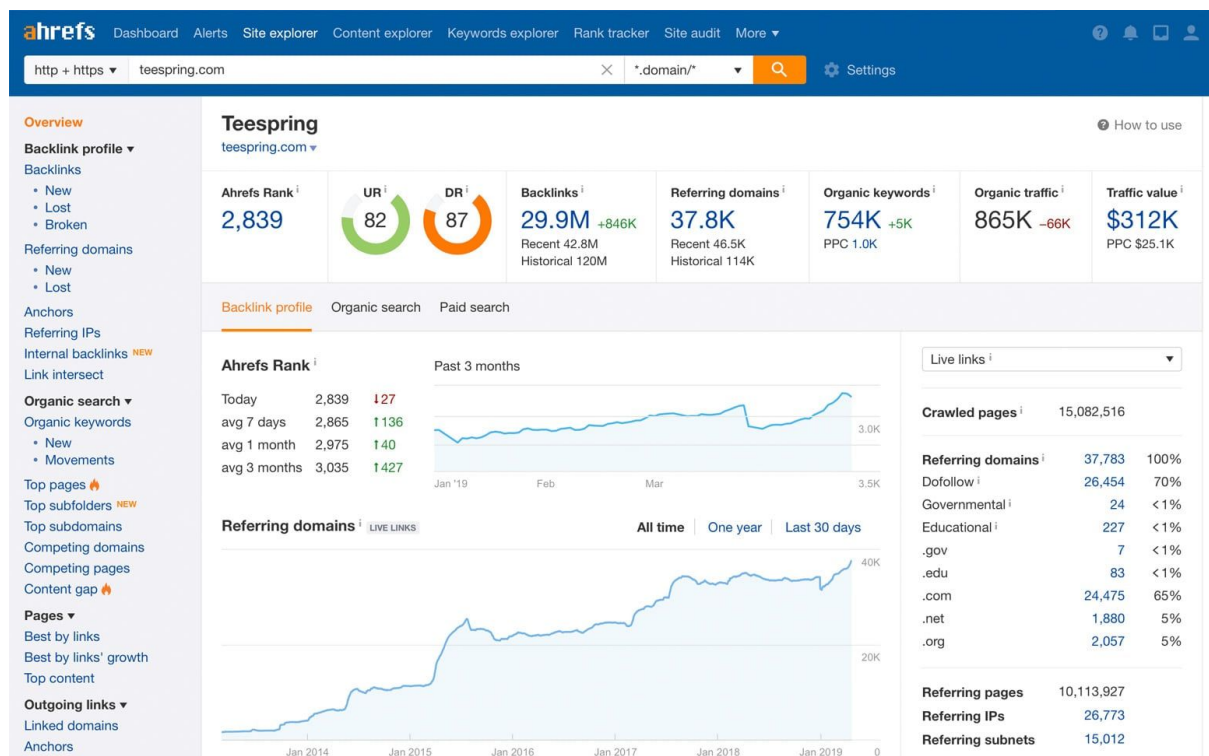 ahrefs Dashboard Alerts Site explorer Content explorer Keywords explorer Rank tracker Site audit More ▾
http + https ▾ teespring.com *.domain/* ▾ Settings
Overview
Backlink profile ▾
Backlinks
• New
• Lost
• Broken
Referring domains
• New
• Lost
Anchors
Referring IPs
Internal backlinks NEW
Link intersect
Organic search ▾
Organic keywords
• New
• Movements
Top pages
Top subfolders NEW
Top subdomains
Competing domains
Competing pages
Content gap
Pages ▾
Best by links
Best by links' growth
Top content
Outgoing links ▾
Linked domains
Anchors
Teespring
teespring.com ▾
How to use
Ahrefs Rank i
2,839
UR i
82
DR i
87
Backlinks i
29.9M +846K
Recent 42.8M
Historical 120M
Referring domains i
37.8K
Recent 46.5K
Historical 114K
Organic keywords i
754K +5K
PPC 1.0K
Organic traffic i
865K –66K
Traffic value i
$312K
PPC $25.1K
Backlink profile Organic search Paid search
Ahrefs Rank i
Today 2,839 ↓27
avg 7 days 2,865 ↑136
avg 1 month 2,975 ↑40
avg 3 months 3,035 ↑427
Past 3 months
3.0K
Jan '19 Feb Mar 3.5K
Referring domains i LIVE LINKS
All time One year Last 30 days
40K
20K
Jan 2014 Jan 2015 Jan 2016 Jan 2017 Jan 2018 Jan 2019 0
Live links i ▾
Crawled pages i 15,082,516
Referring domains i 37,783 100%
Dofollow i 26,454 70%
Governmental i 24 <1%
Educational i 227 <1%
.gov 7 <1%
.edu 83 <1%
.com 24,475 65%
.net 1,880 5%
.org 2,057 5%
Referring pages 10,113,927
Referring IPs 26,773
Referring subnets 15,012